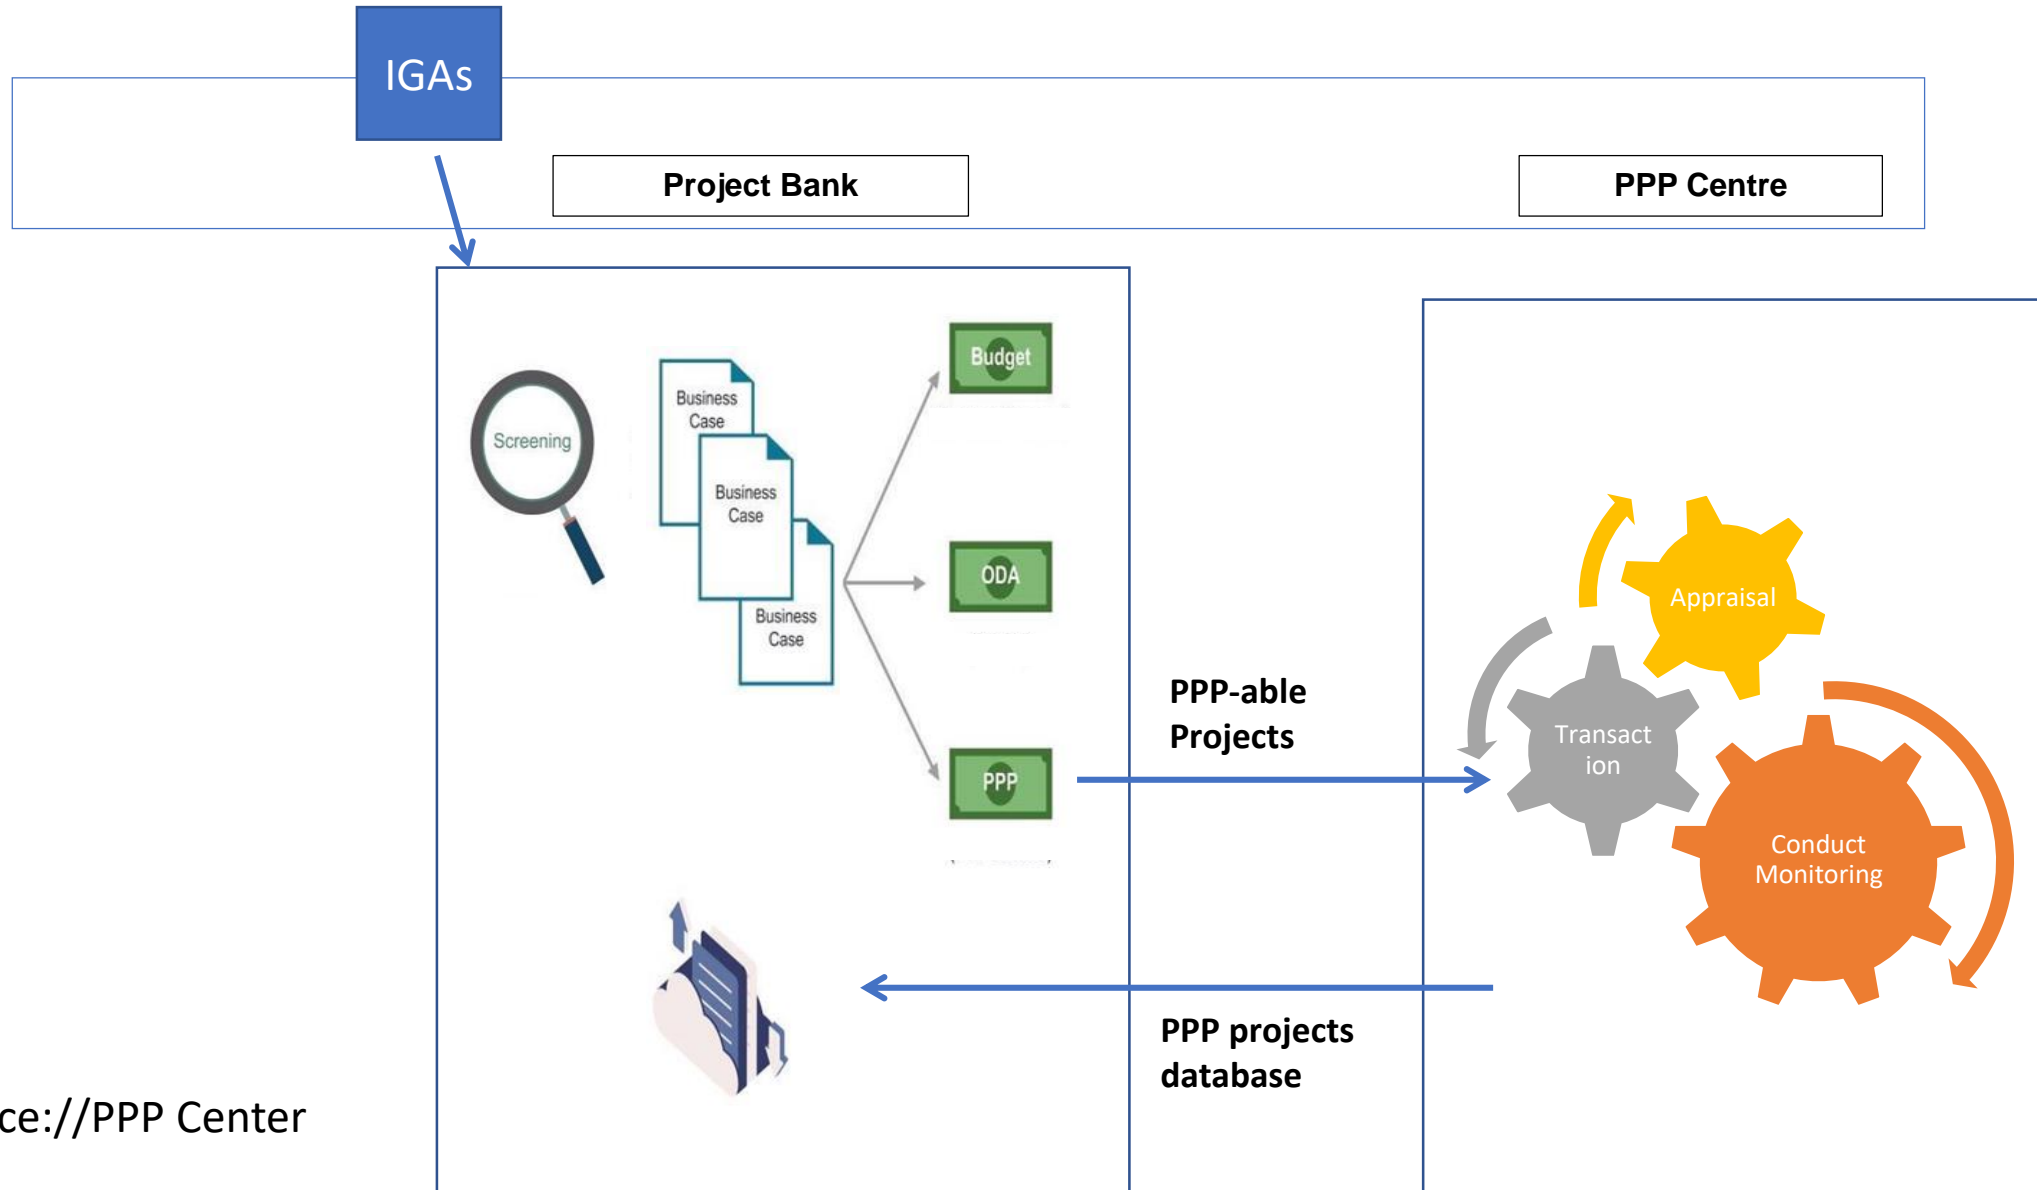 IGAs
Project Bank
PPP Centre
Screening
Business
Case
Business
Case
Business
Case
Budget
ODA
PPP
PPP-able
Projects
Appraisal
Transact
ion
Conduct
Monitoring
PPP projects
database
ce://PPP Center